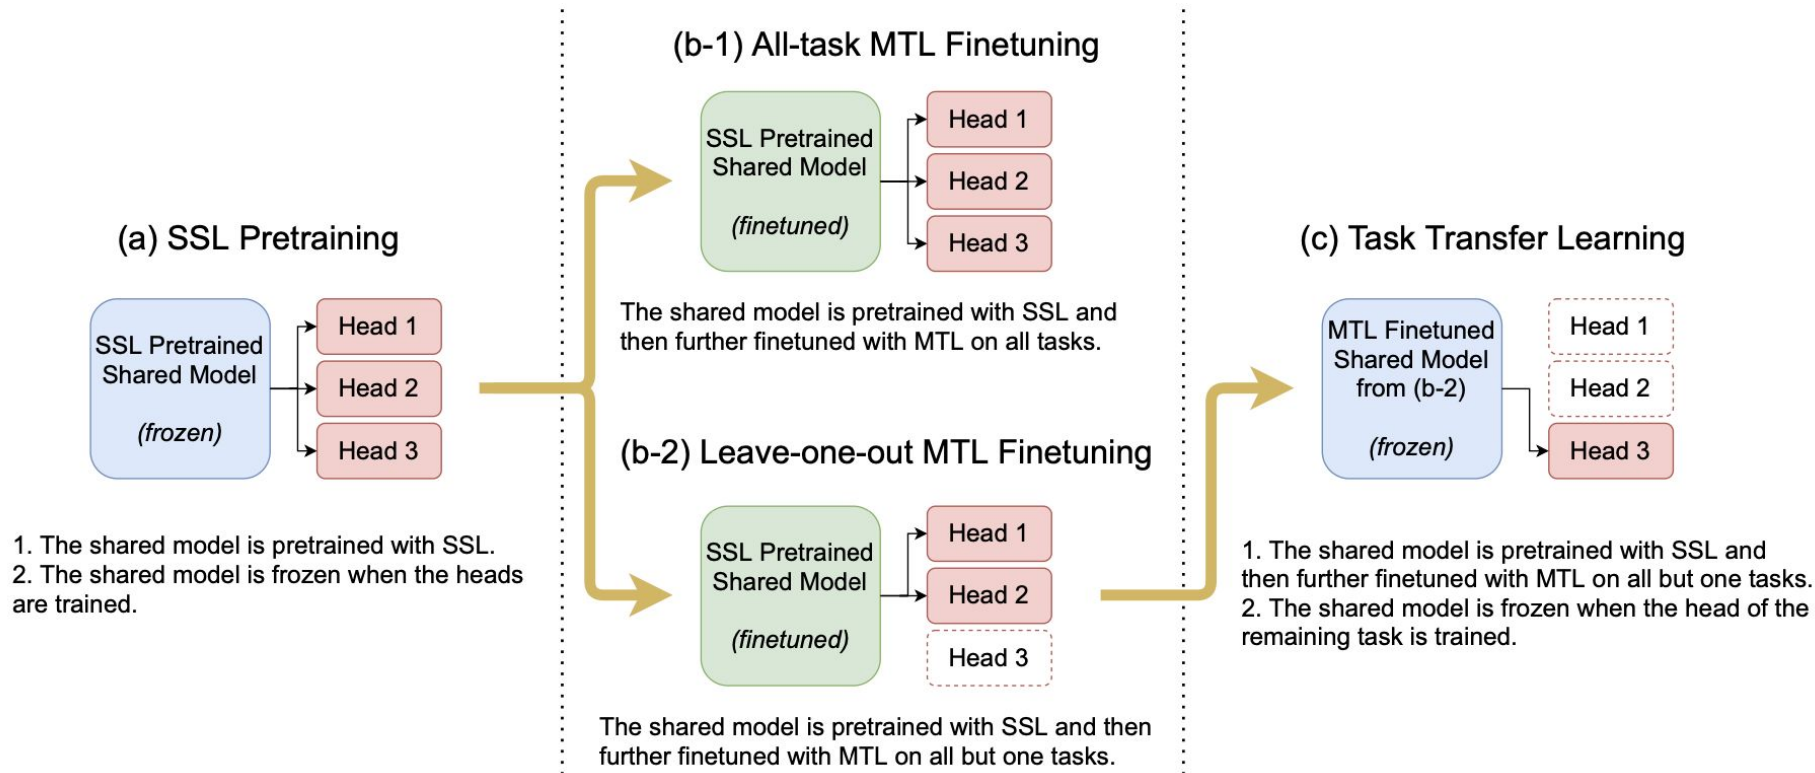 (a) SSL Pretraining
SSL Pretrained
Shared Model
(frozen)
Head 1
Head 2
Head 3
1. The shared model is pretrained with SSL.
2. The shared model is frozen when the heads
are trained.
(b-1) All-task MTL Finetuning
SSL Pretrained
Shared Model
(finetuned)
Head 1
Head 2
Head 3
The shared model is pretrained with SSL and
then further finetuned with MTL on all tasks.
(b-2) Leave-one-out MTL Finetuning
SSL Pretrained
Shared Model
(finetuned)
Head 1
Head 2
Head 3
The shared model is pretrained with SSL and then
further finetuned with MTL on all but one tasks.
(c) Task Transfer Learning
MTL Finetuned
Shared Model
from (b-2)
(frozen)
Head 1
Head 2
Head 3
1. The shared model is pretrained with SSL and
then further finetuned with MTL on all but one tasks.
2. The shared model is frozen when the head of the
remaining task is trained.